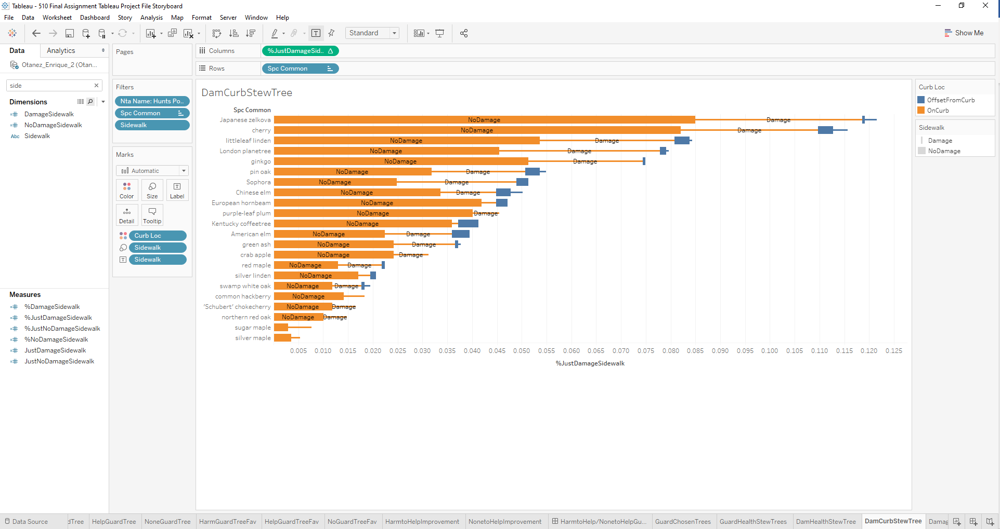 Tableau - 510 Final Assignment Tableau Project File Storyboard
File Data Worksheet Dashboard Story Analysis Map Format Server Window Help
Standard
Show Me
Data Analytics
Otanez_Enrique_2 (Otan...
side
Dimensions
DamageSidewalk
NoDamageSidewalk
Abc Sidewalk
Measures
%DamageSidewalk
%JustDamageSidewalk
%JustNoDamageSidewalk
%NoDamageSidewalk
JustDamageSidewalk
JustNoDamageSidewalk
Pages
Filters
Nta Name: Hunts Po..
Spc Common
Sidewalk
Marks
Automatic
Color Size Label
Detail Tooltip
Curb Loc
Sidewalk
Sidewalk
Columns %JustDamageSid..
Rows Spc Common
DamCurbStewTree
Spc Common
Japanese zelkova NoDamage Damage
cherry NoDamage Damage
littleleaf linden NoDamage Damage
London planetree NoDamage Damage
ginkgo NoDamage Damage
pin oak NoDamage Damage
Sophora NoDamage Damage
Chinese elm NoDamage Damage
European hornbeam NoDamage
purple-leaf plum NoDamage Damage
Kentucky coffeetree NoDamage
American elm NoDamage Damage
green ash NoDamage Damage
crab apple NoDamage Damage
red maple NoDamage Damage
silver linden NoDamage
swamp white oak NoDamage Damage
common hackberry NoDamage
'Schubert' chokecherry NoDamage Damage
northern red oak NoDamage Damage
sugar maple
silver maple
0.005 0.010 0.015 0.020 0.025 0.030 0.035 0.040 0.045 0.050 0.055 0.060 0.065 0.070 0.075 0.080 0.085 0.090 0.095 0.100 0.105 0.110 0.115 0.120 0.125
%JustDamageSidewalk
Curb Loc
OffsetFromCurb
OnCurb
Sidewalk
Damage
NoDamage
Data Source dTree HelpGuardTree NoneGuardTree HarmGuardTreeFav HelpGuardTreeFav NoGuardTreeFav HarmtoHelpImprovement NonetoHelpImprovement HarmtoHelp/NonetoHelpGu... GuardChosenTrees GuardHealthStewTrees DamHealthStewTree DamCurbStewTree Damag